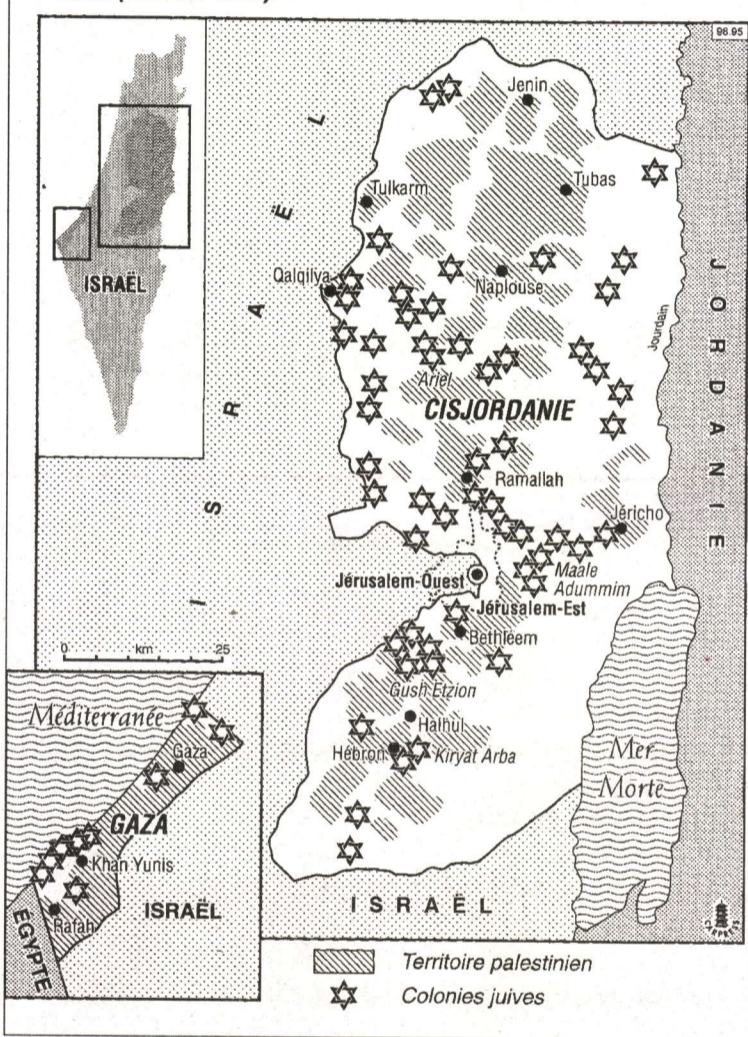 98.95
ISRAËL
ISRAËL
JORDANIE
Jenin
Tulkarm
Tubas
Qalqilya
Naplouse
Jourdain
Ariel
CISJORDANIE
Ramallah
Jéricho
Jérusalem-Ouest
Maale
Adummim
Jérusalem-Est
Bethléem
0 km 25
Gush Etzion
Halhul
Hébron
Kiryat Arba
Mer
Morte
Méditerranée
Gaza
GAZA
Khan Yunis
ISRAËL
Rafah
ÉGYPTE
ISRAËL
Territoire palestinien
Colonies juives